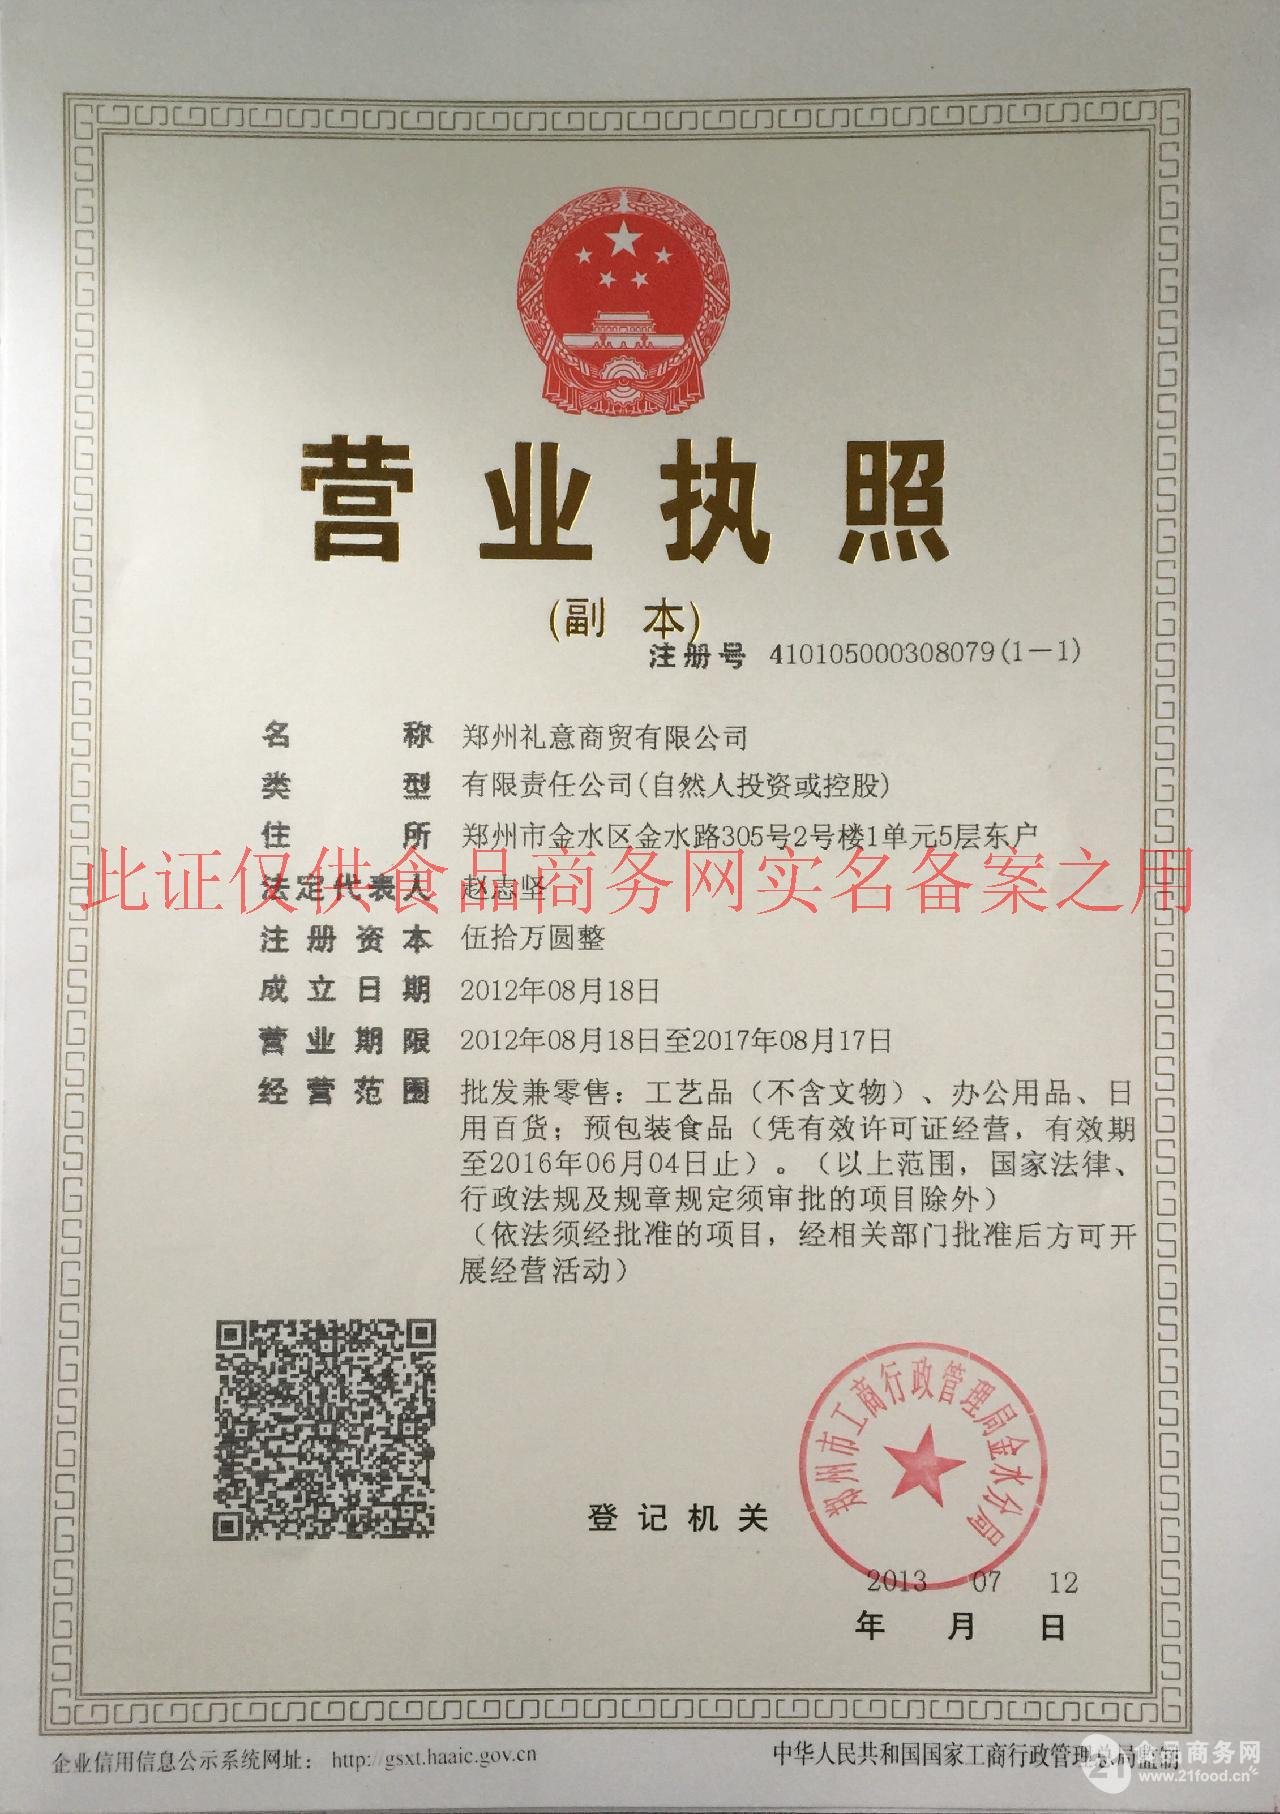 营业执照
(副 本)
注册号 410105000308079(1-1)
名称 郑州礼意商贸有限公司
类型 有限责任公司(自然人投资或控股)
住所 郑州市金水区金水路305号2号楼1单元5层东户
此证仅供食品商务网实名备案之用
法定代表人 赵志坚
注册资本 伍拾万圆整
成立日期 2012年08月18日
营业期限 2012年08月18日至2017年08月17日
经营范围 批发兼零售：工艺品（不含文物）、办公用品、日
用百货；预包装食品（凭有效许可证经营，有效期
至2016年06月04日止）。（以上范围，国家法律、
行政法规及规章规定须审批的项目除外）
（依法须经批准的项目，经相关部门批准后方可开
展经营活动）
郑州市工商行政管理局金水分局
登记机关
2013 07 12
年 月 日
企业信用信息公示系统网址： http://gsxt.haaic.gov.cn
中华人民共和国国家工商行政管理总局监制
21 食品商务网
www.21food.cn